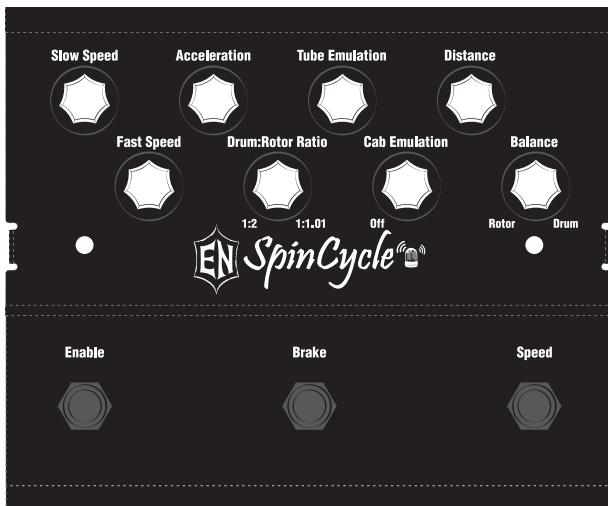 Slow Speed Acceleration Tube Emulation Distance
Fast Speed Drum:Rotor Ratio Cab Emulation Balance
1:2 1:1.01 Off Rotor Drum
EN SpinCycle
Enable Brake Speed